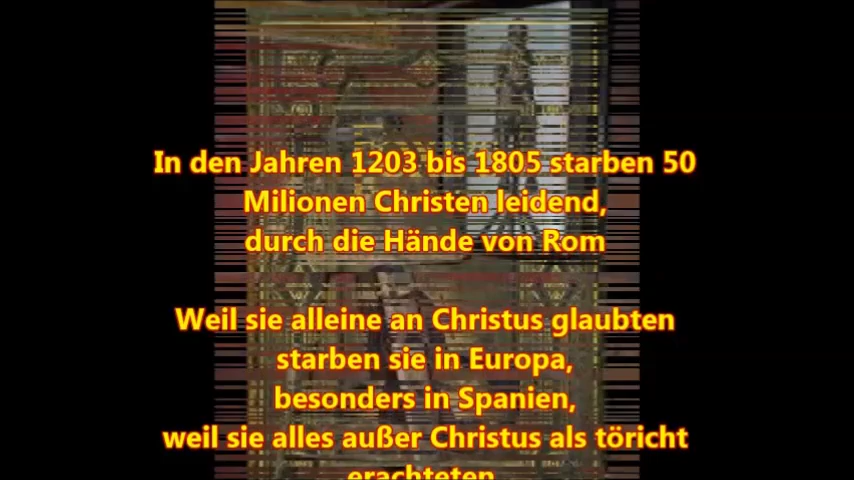 In den Jahren 1203 bis 1805 starben 50
Milionen Christen leidend,
durch die Hände von Rom
Weil sie alleine an Christus glaubten
starben sie in Europa,
besonders in Spanien,
weil sie alles außer Christus als töricht
erachteten